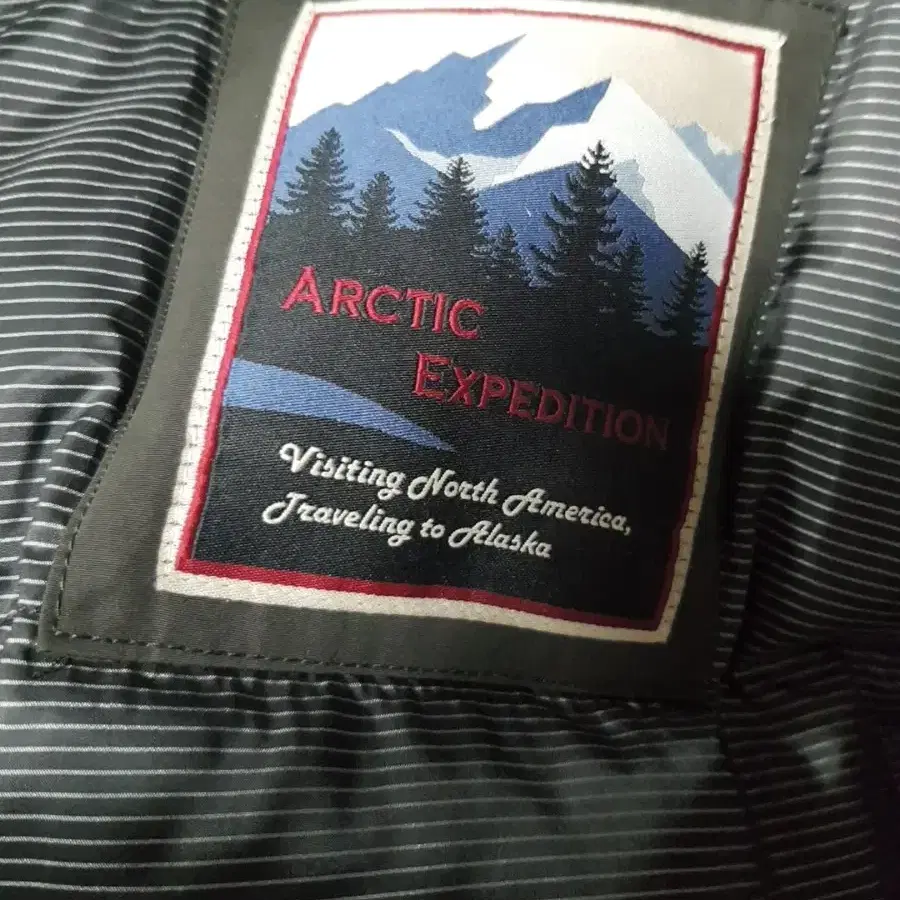 ARCTIC
EXPEDITION
Visiting North America,
Traveling to Alaska